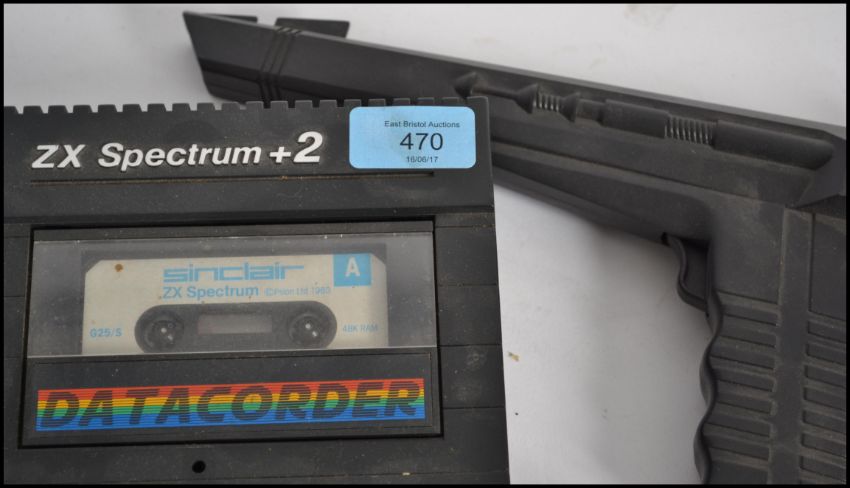 East Bristol Auctions
470
16/06/17
ZX Spectrum +2
sinclair
A
ZX Spectrum ©Psion Ltd 1983
G25/S
48K RAM
DATACORDER